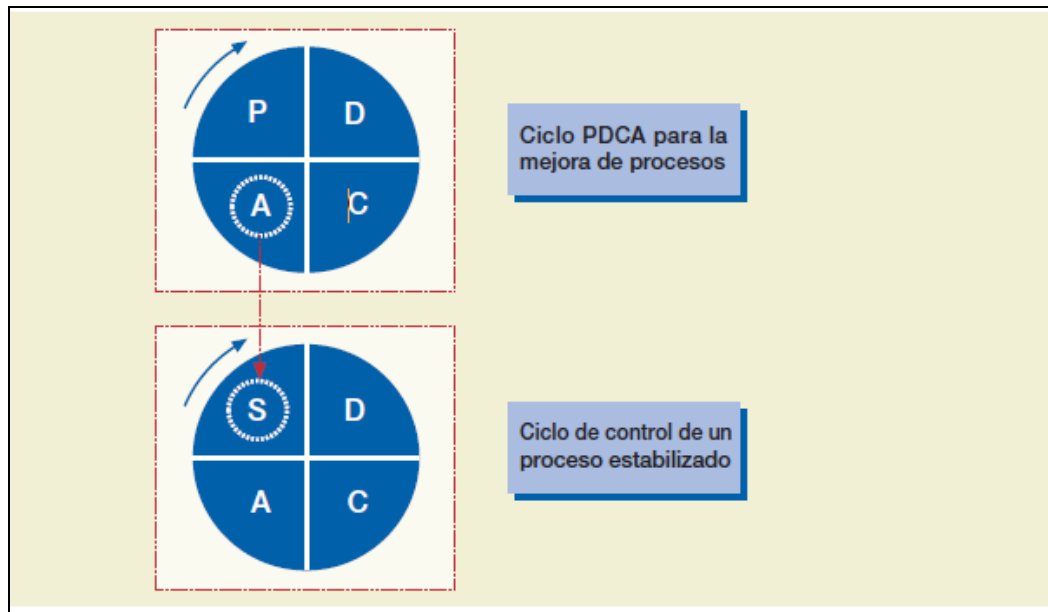 P D
A C
Ciclo PDCA para la
mejora de procesos
S D
A C
Ciclo de control de un
proceso estabilizado